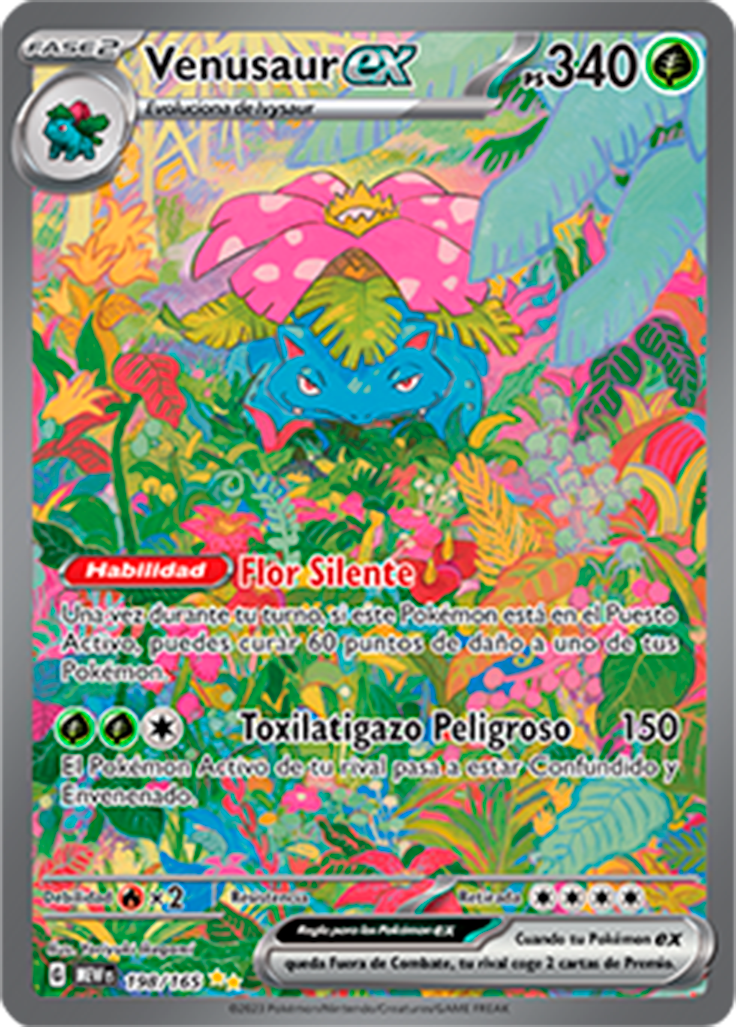 FASE 2 Venusaur ex PS 340
Evoluciona de Ivysaur
Habilidad Flor Silente
Una vez durante tu turno, si este Pokémon está en el Puesto
Activo, puedes curar 60 puntos de daño a uno de tus
Pokémon.
Toxilatigazo Peligroso 150
El Pokémon Activo de tu rival pasa a estar Confundido y
Envenenado.
Debilidad ×2 Resistencia Retirada
Regla para los Pokémon ex
Cuando tu Pokémon ex
queda Fuera de Combate, tu rival coge 2 cartas de Premio.
Ilus.
G MEW 198/165
©2023 Pokémon/Nintendo/Creatures/GAME FREAK